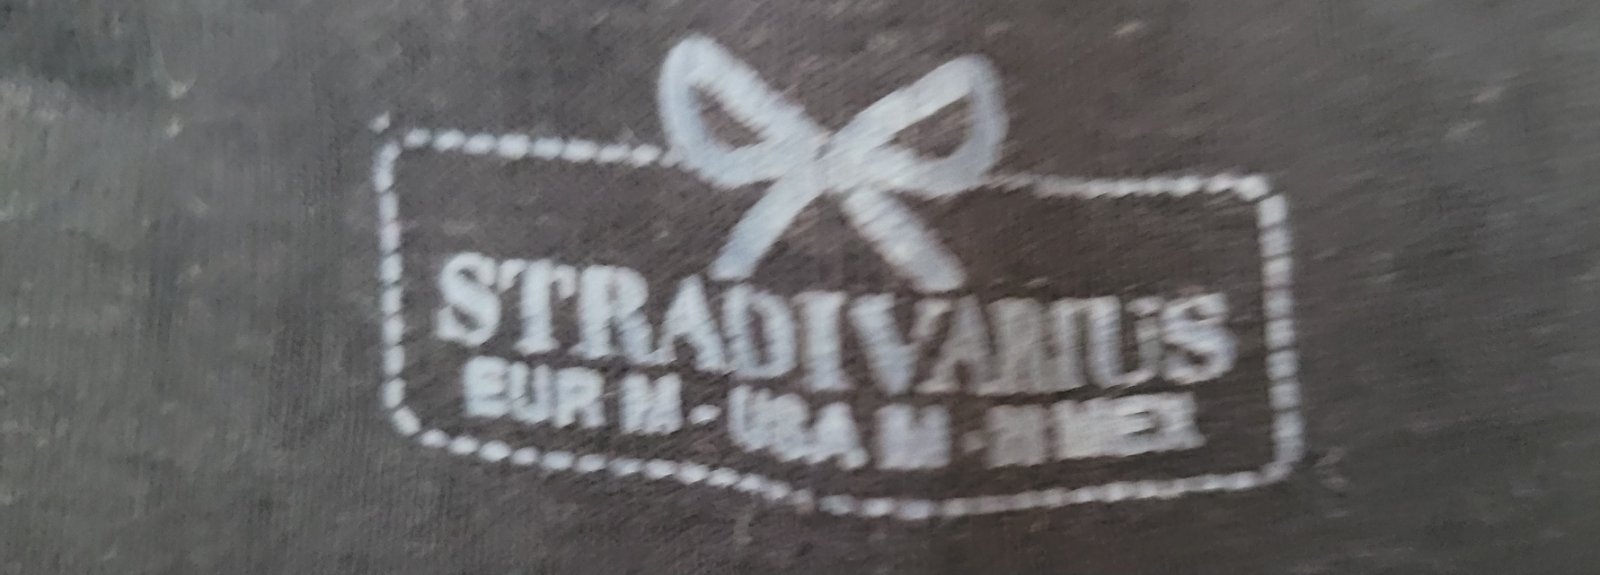 STRADIVARIUS
EUR M - USA M - MEX